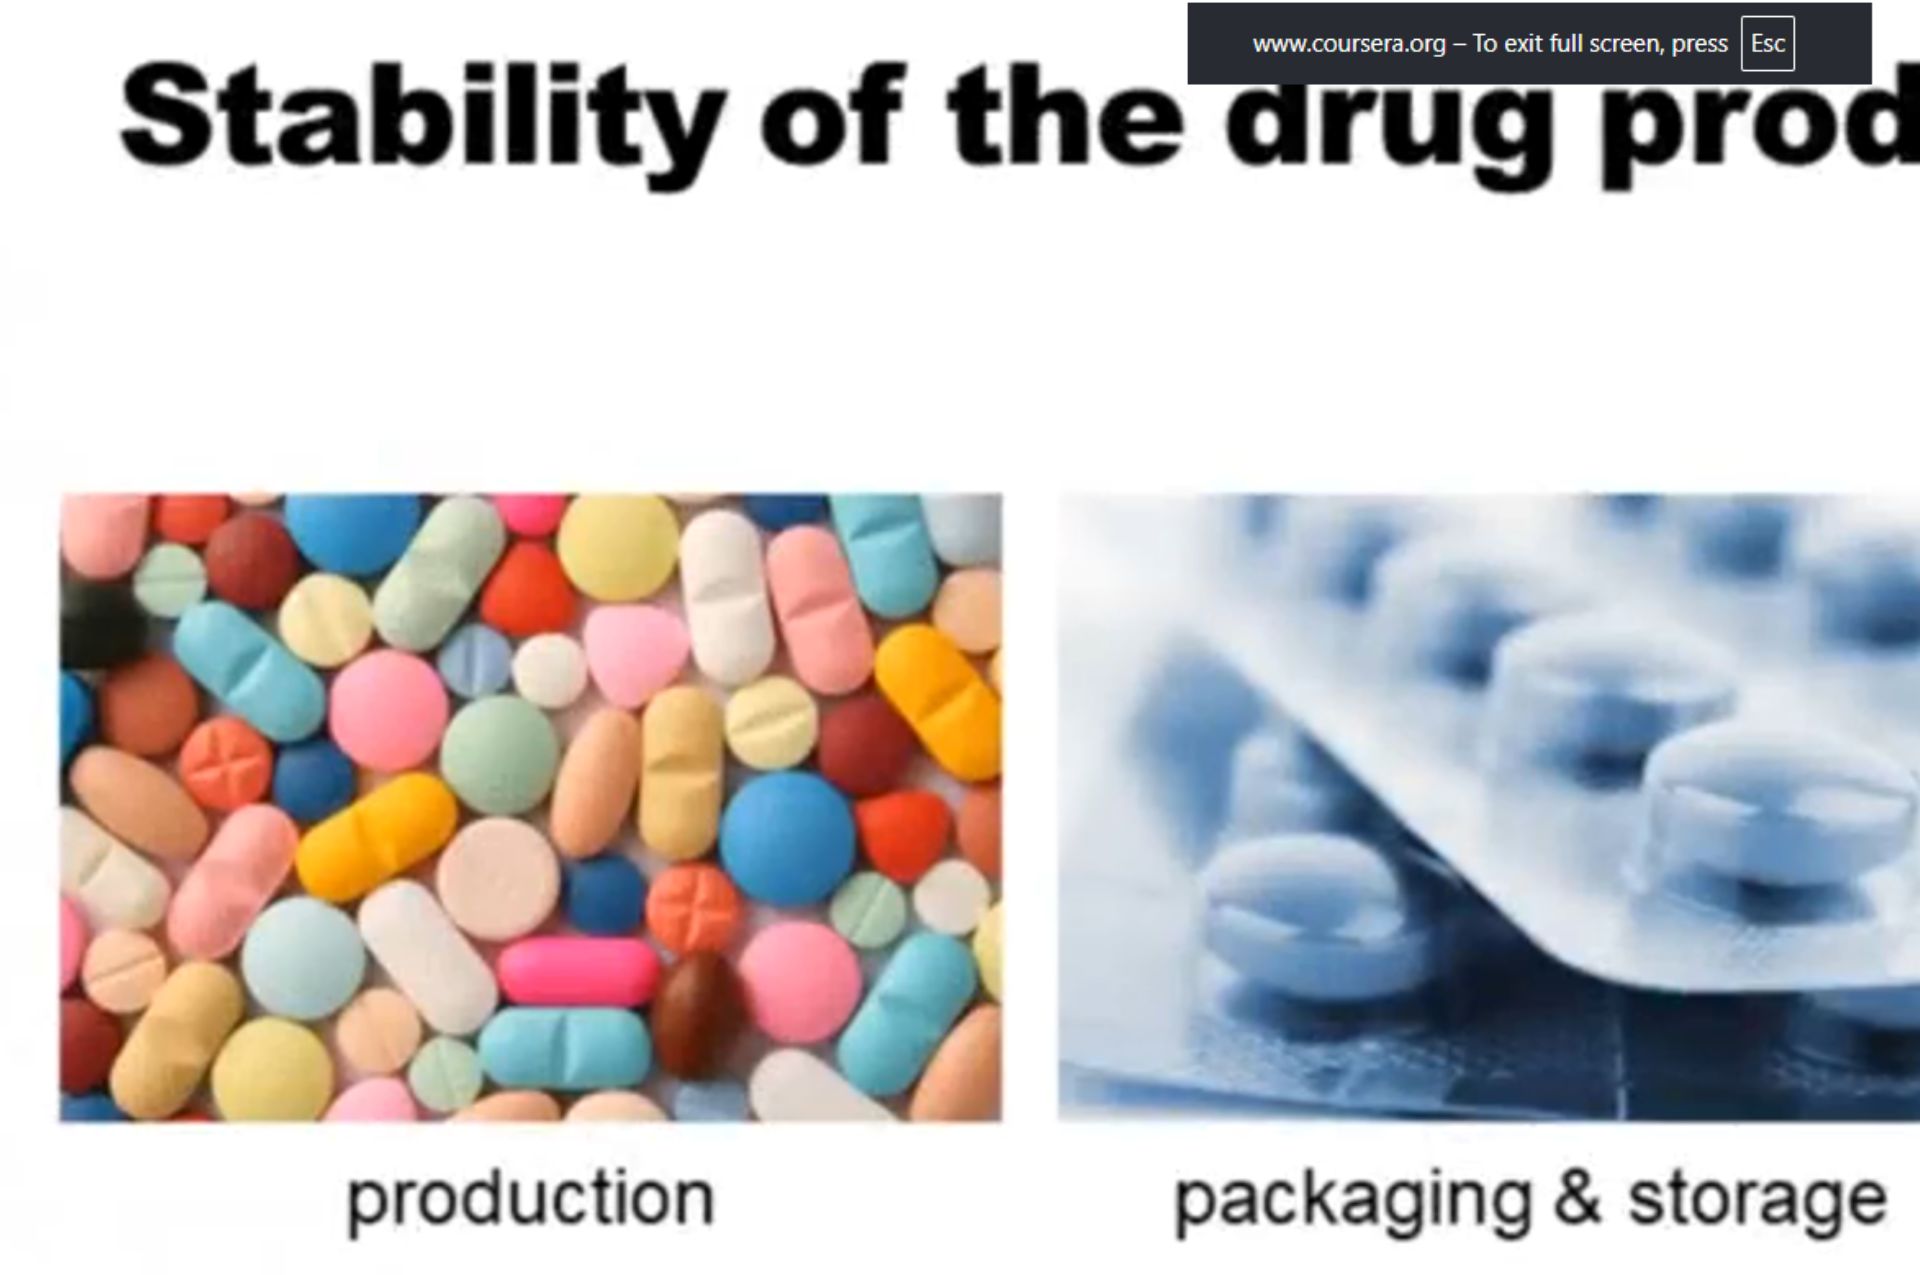 www.coursera.org – To exit full screen, press Esc
Stability of the drug prod
production
packaging & storage